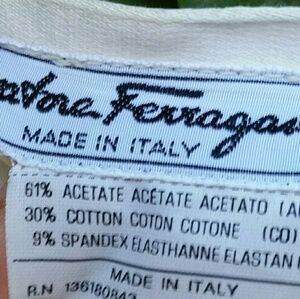 atore Ferragam
MADE IN ITALY
61% ACETATE ACÉTATE ACETATO (A
30% COTTON COTON COTONE (CO)
9% SPANDEX ELASTHANNE ELASTAN
MADE IN ITALY
R.N 136180843